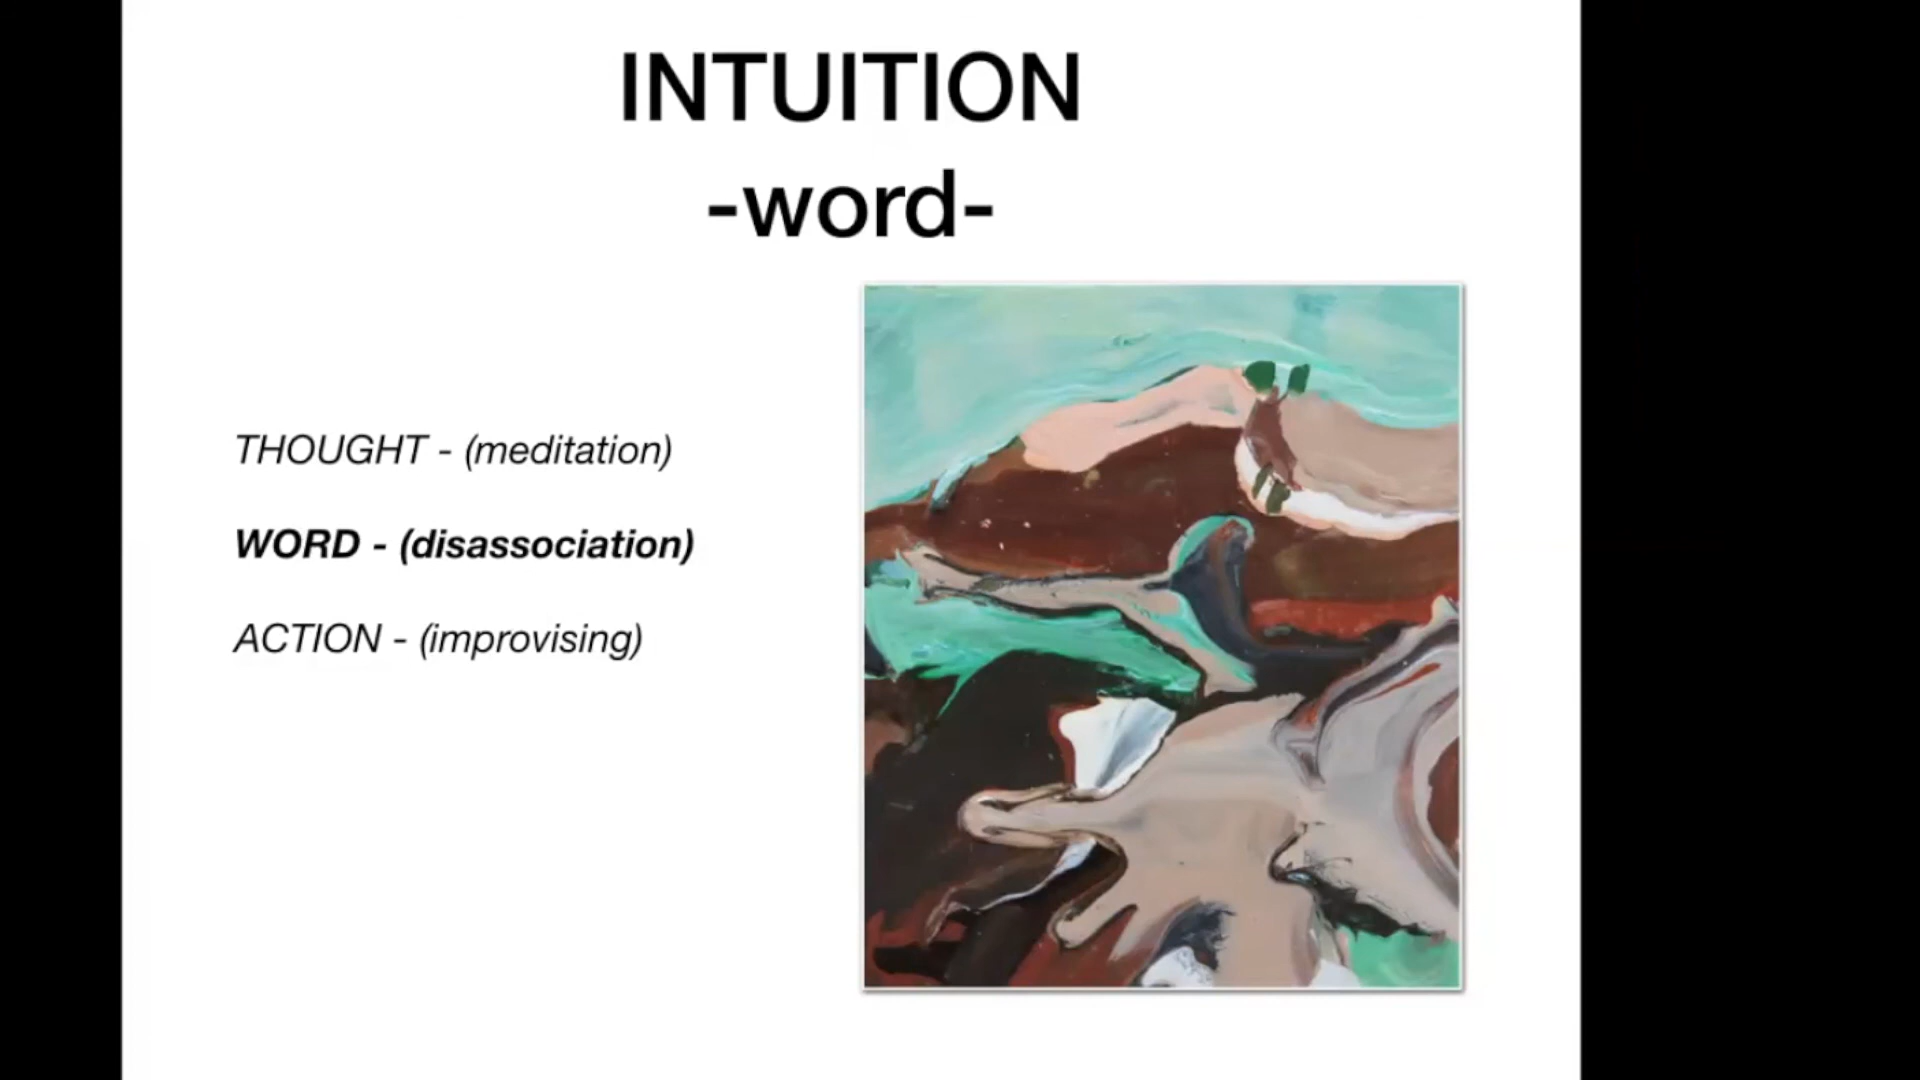 INTUITION
-word-
THOUGHT - (meditation)
WORD - (disassociation)
ACTION - (improvising)